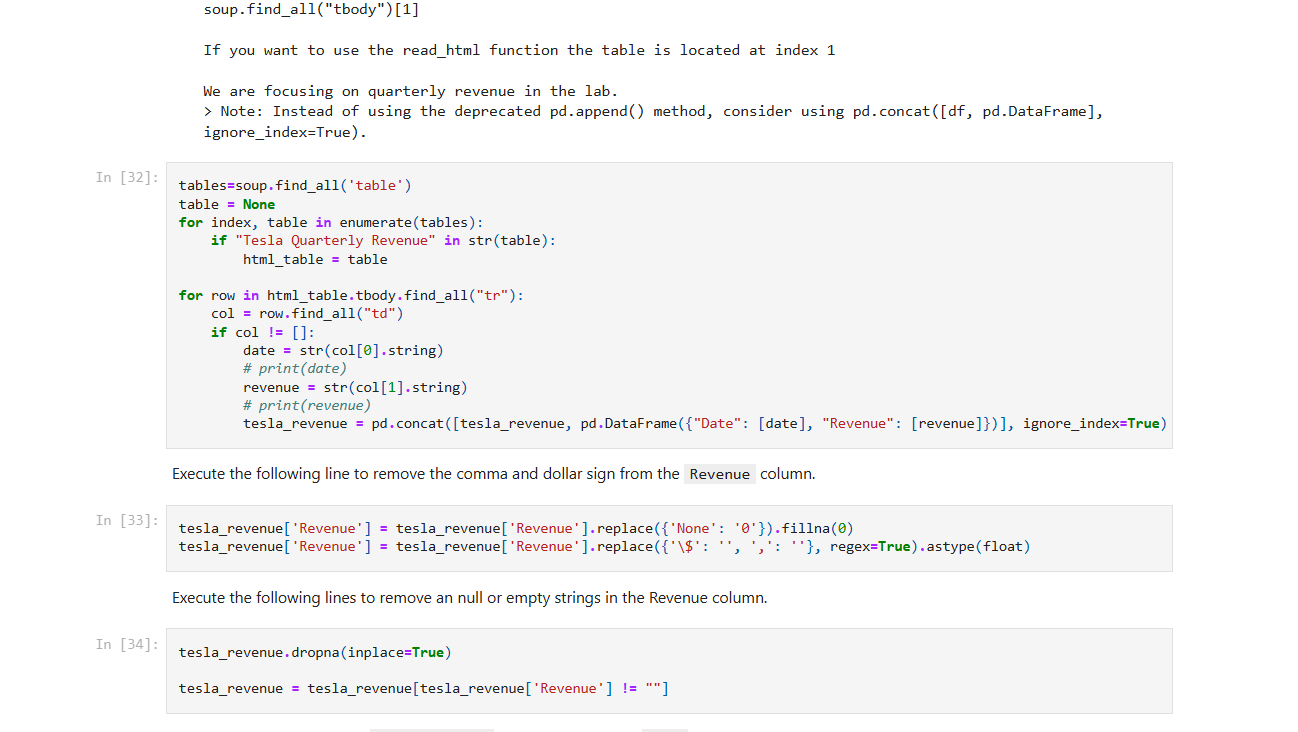 soup.find_all("tbody")[1]
If you want to use the read_html function the table is located at index 1
We are focusing on quarterly revenue in the lab.
> Note: Instead of using the deprecated pd.append() method, consider using pd.concat([df, pd.DataFrame],
ignore_index=True).
In [32]:
tables=soup.find_all('table')
table = None
for index, table in enumerate(tables):
    if "Tesla Quarterly Revenue" in str(table):
        html_table = table
for row in html_table.tbody.find_all("tr"):
    col = row.find_all("td")
    if col != []:
        date = str(col[0].string)
        # print(date)
        revenue = str(col[1].string)
        # print(revenue)
        tesla_revenue = pd.concat([tesla_revenue, pd.DataFrame({"Date": [date], "Revenue": [revenue]})], ignore_index=True)
Execute the following line to remove the comma and dollar sign from the Revenue column.
In [33]:
tesla_revenue['Revenue'] = tesla_revenue['Revenue'].replace({'None': '0'}).fillna(0)
tesla_revenue['Revenue'] = tesla_revenue['Revenue'].replace({'\$': '', ',': ''}, regex=True).astype(float)
Execute the following lines to remove an null or empty strings in the Revenue column.
In [34]:
tesla_revenue.dropna(inplace=True)
tesla_revenue = tesla_revenue[tesla_revenue['Revenue'] != ""]